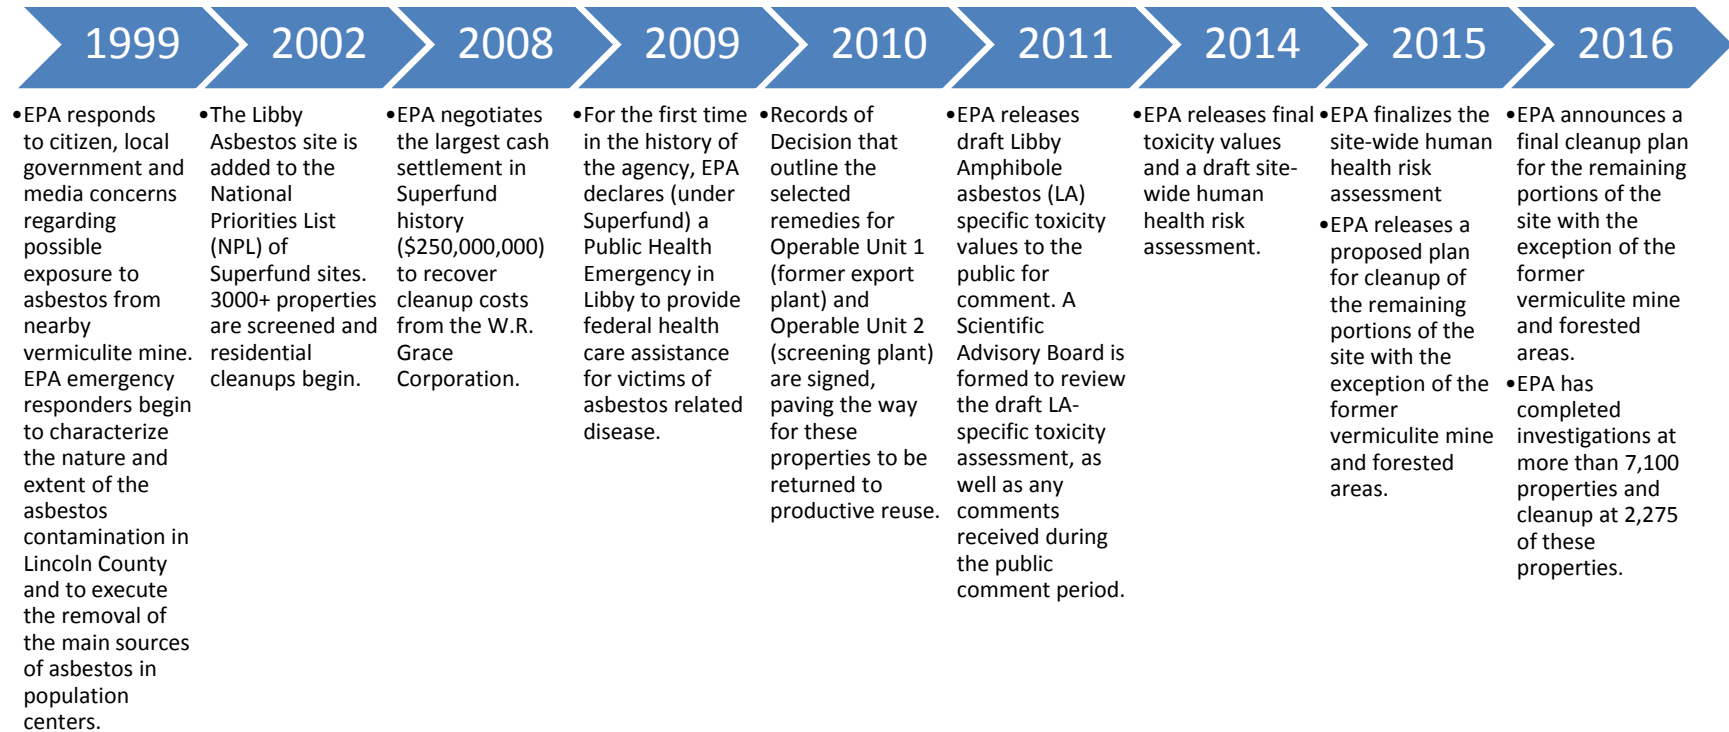 1999
2002
2008
2009
2010
2011
2014
2015
2016
•EPA responds
to citizen, local
government and
media concerns
regarding
possible
exposure to
asbestos from
nearby
vermiculite mine.
EPA emergency
responders begin
to characterize
the nature and
extent of the
asbestos
contamination in
Lincoln County
and to execute
the removal of
the main sources
of asbestos in
population
centers.
•The Libby
Asbestos site is
added to the
National
Priorities List
(NPL) of
Superfund sites.
3000+ properties
are screened and
residential
cleanups begin.
•EPA negotiates
the largest cash
settlement in
Superfund
history
($250,000,000)
to recover
cleanup costs
from the W.R.
Grace
Corporation.
•For the first time
in the history of
the agency, EPA
declares (under
Superfund) a
Public Health
Emergency in
Libby to provide
federal health
care assistance
for victims of
asbestos related
disease.
•Records of
Decision that
outline the
selected
remedies for
Operable Unit 1
(former export
plant) and
Operable Unit 2
(screening plant)
are signed,
paving the way
for these
properties to be
returned to
productive reuse.
•EPA releases
draft Libby
Amphibole
asbestos (LA)
specific toxicity
values to the
public for
comment. A
Scientific
Advisory Board is
formed to review
the draft LA-
specific toxicity
assessment, as
well as any
comments
received during
the public
comment period.
•EPA releases final
toxicity values
and a draft site-
wide human
health risk
assessment.
•EPA finalizes the
site-wide human
health risk
assessment
•EPA releases a
proposed plan
for cleanup of
the remaining
portions of the
site with the
exception of the
former
vermiculite mine
and forested
areas.
•EPA announces a
final cleanup plan
for the remaining
portions of the
site with the
exception of the
former
vermiculite mine
and forested
areas.
•EPA has
completed
investigations at
more than 7,100
properties and
cleanup at 2,275
of these
properties.